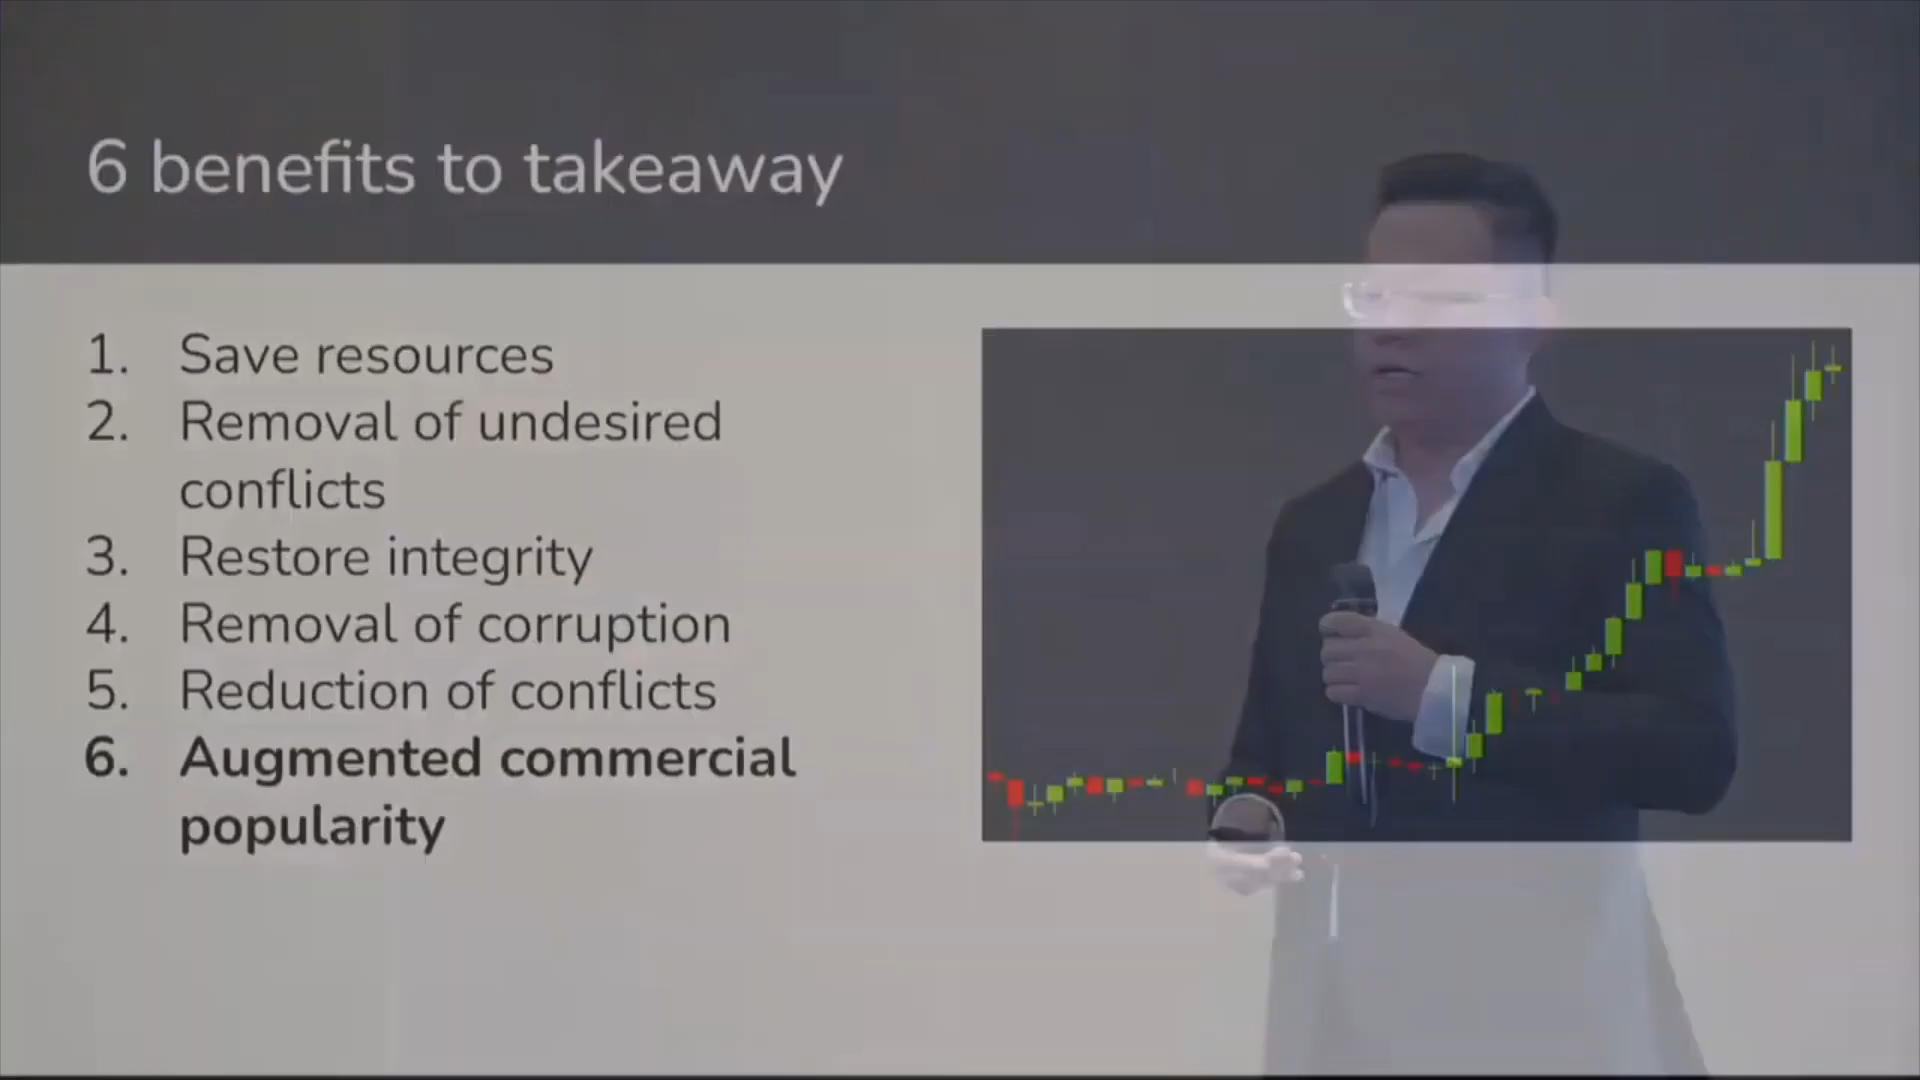 6 benefits to takeaway
1. Save resources
2. Removal of undesired
conflicts
3. Restore integrity
4. Removal of corruption
5. Reduction of conflicts
6. Augmented commercial
popularity